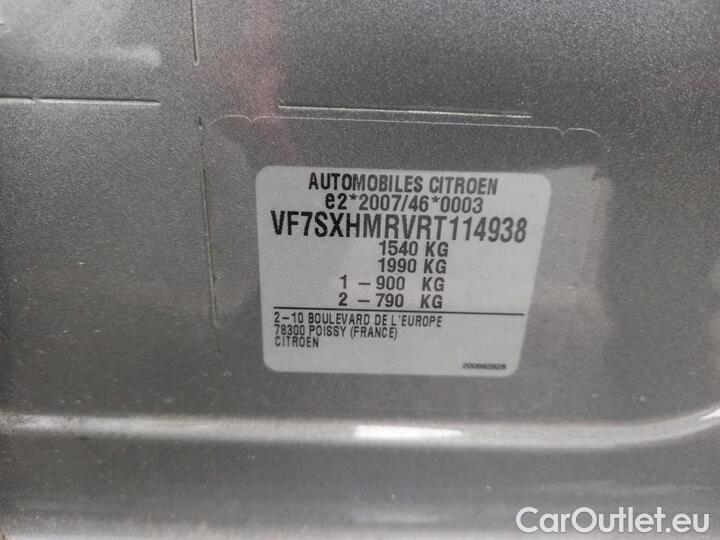 AUTOMOBILES CITROEN
e2*2007/46*0003
VF7SXHMRVRT114938
1540 KG
1990 KG
1 - 900 KG
2 - 790 KG
2-10 BOULEVARD DE L'EUROPE
78300 POISSY (FRANCE)
CITROEN
200682828
CarOutlet.eu